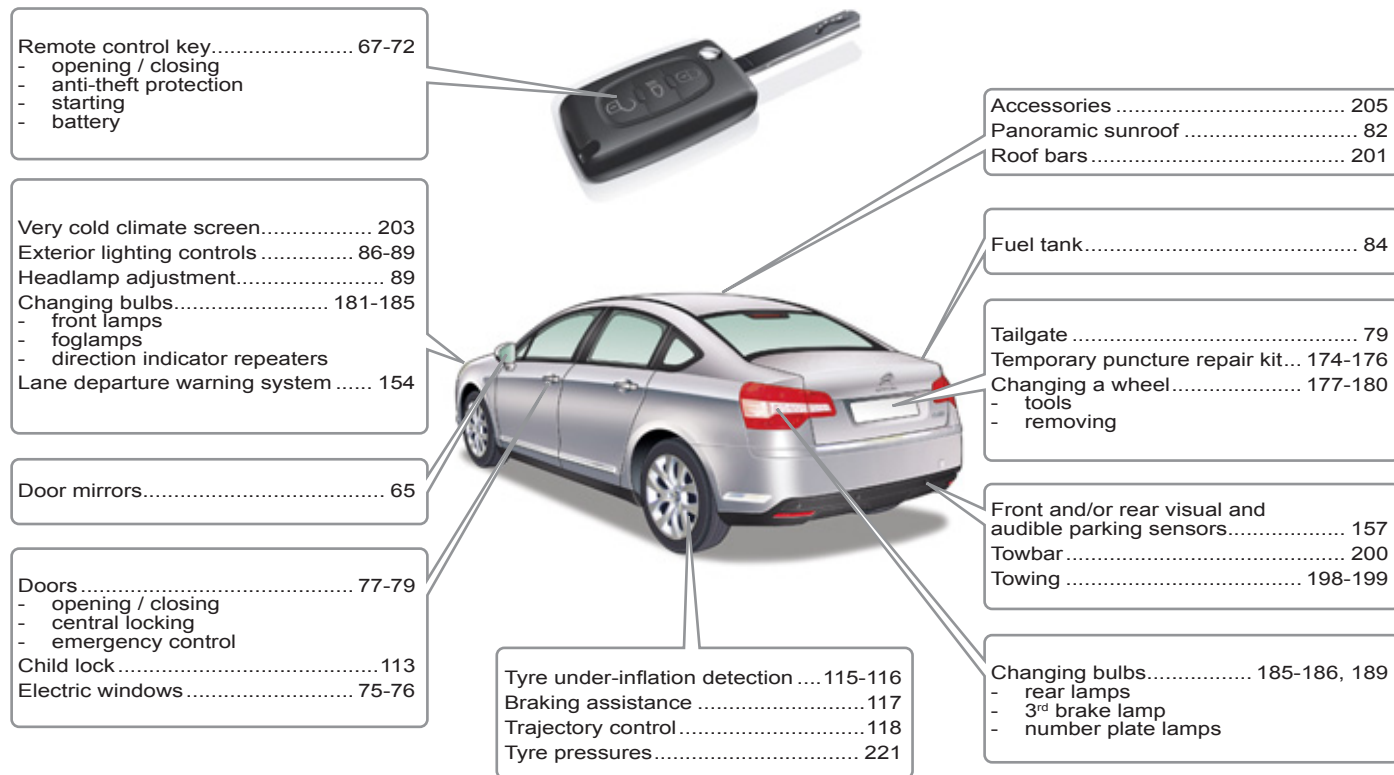 Remote control key...................... 67-72
- opening / closing
- anti-theft protection
- starting
- battery
Very cold climate screen.................. 203
Exterior lighting controls ............... 86-89
Headlamp adjustment................... 89
Changing bulbs......................... 181-185
- front lamps
- foglamps
- direction indicator repeaters
Lane departure warning system ...... 154
Door mirrors....................................... 65
Doors ............................................ 77-79
- opening / closing
- central locking
- emergency control
Child lock .......................................113
Electric windows ........................... 75-76
Tyre under-inflation detection ....115-116
Braking assistance ..........................117
Trajectory control..............................118
Tyre pressures................................ 221
Accessories ................................... 205
Panoramic sunroof ........................... 82
Roof bars ....................................... 201
Fuel tank........................................... 84
Tailgate ............................................ 79
Temporary puncture repair kit... 174-176
Changing a wheel.................... 177-180
- tools
- removing
Front and/or rear visual and
audible parking sensors.................. 157
Towbar ........................................... 200
Towing .................................... 198-199
Changing bulbs................ 185-186, 189
- rear lamps
- 3rd brake lamp
- number plate lamps